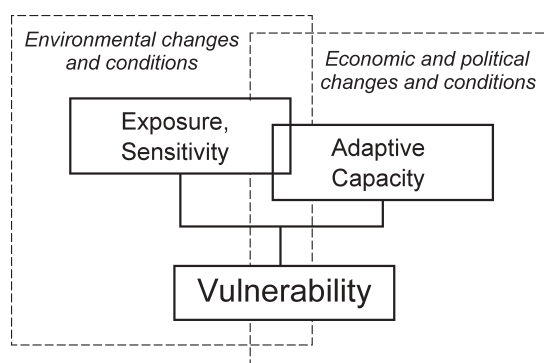 Environmental changes
and conditions
Economic and political
changes and conditions
Exposure,
Sensitivity
Adaptive
Capacity
Vulnerability